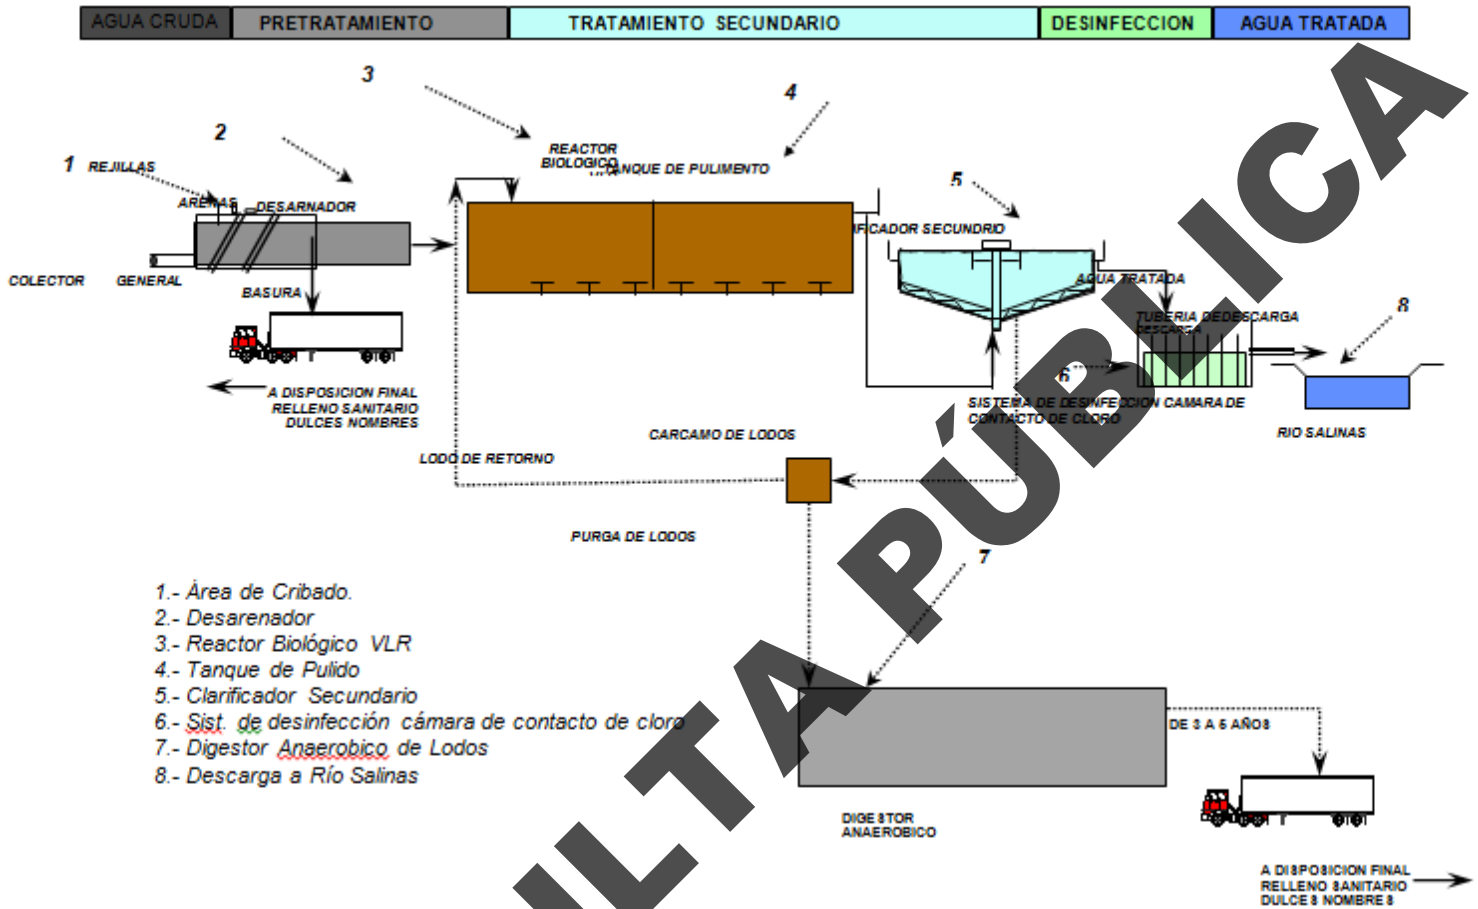 AGUA CRUDA
PRETRATAMIENTO
TRATAMIENTO SECUNDARIO
DESINFECCION
AGUA TRATADA
3
4
2
REACTOR
BIOLOGICO
TANQUE DE PULIMENTO
1 REJILLAS
5
ARENAS
DESARNADOR
IFICADOR SECUNDRIO
COLECTOR GENERAL
BASURA
AGUA TRATADA
TUBERIA DEDESCARGA
DESCARGA
8
6
A DISPOSICION FINAL
RELLENO SANITARIO
DULCES NOMBRES
SISTEMA DE DESINFECCION CAMARA DE
CONTACTO DE CLORO
RIO SALINAS
CARCAMO DE LODOS
LODO DE RETORNO
PURGA DE LODOS
7
1.- Área de Cribado.
2.- Desarenador
3.- Reactor Biológico VLR
4.- Tanque de Pulido
5.- Clarificador Secundario
6.- Sist. de desinfección cámara de contacto de cloro
7.- Digestor Anaerobico de Lodos
8.- Descarga a Río Salinas
DE 3 A 5 AÑOS
DIGESTOR
ANAEROBICO
A DISPOSICION FINAL
RELLENO SANITARIO
DULCES NOMBRES
ULTA PÚBLICA